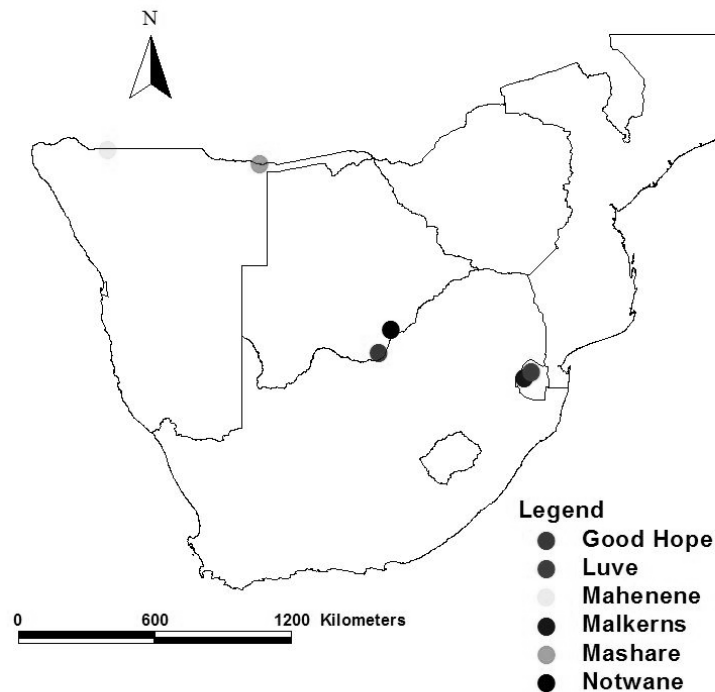 N
0 600 1200 Kilometers
Legend
Good Hope
Luve
Mahenene
Malkerns
Mashare
Notwane